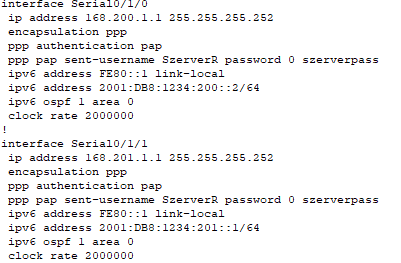 interface Serial0/1/0
ip address 168.200.1.1 255.255.255.252
encapsulation ppp
ppp authentication pap
ppp pap sent-username SzerverR password 0 szerverpass
ipv6 address FE80::1 link-local
ipv6 address 2001:DB8:1234:200::2/64
ipv6 ospf 1 area 0
clock rate 2000000
!
interface Serial0/1/1
ip address 168.201.1.1 255.255.255.252
encapsulation ppp
ppp authentication pap
ppp pap sent-username SzerverR password 0 szerverpass
ipv6 address FE80::1 link-local
ipv6 address 2001:DB8:1234:201::1/64
ipv6 ospf 1 area 0
clock rate 2000000